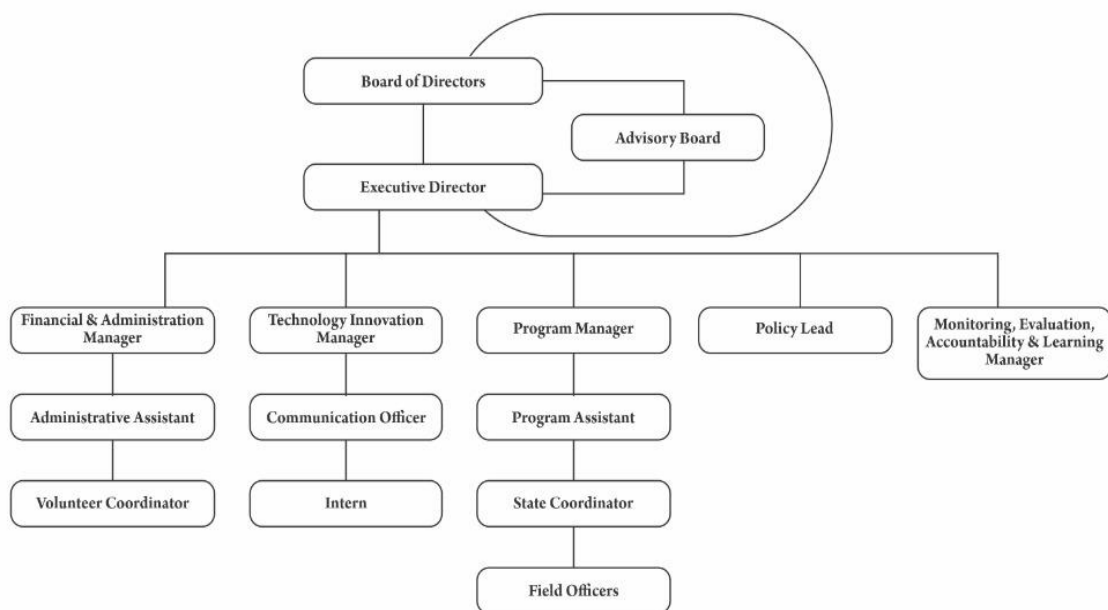 Board of Directors
Advisory Board
Executive Director
Financial & Administration
Manager
Technology Innovation
Manager
Program Manager
Policy Lead
Monitoring, Evaluation,
Accountability & Learning
Manager
Administrative Assistant
Communication Officer
Program Assistant
Volunteer Coordinator
Intern
State Coordinator
Field Officers